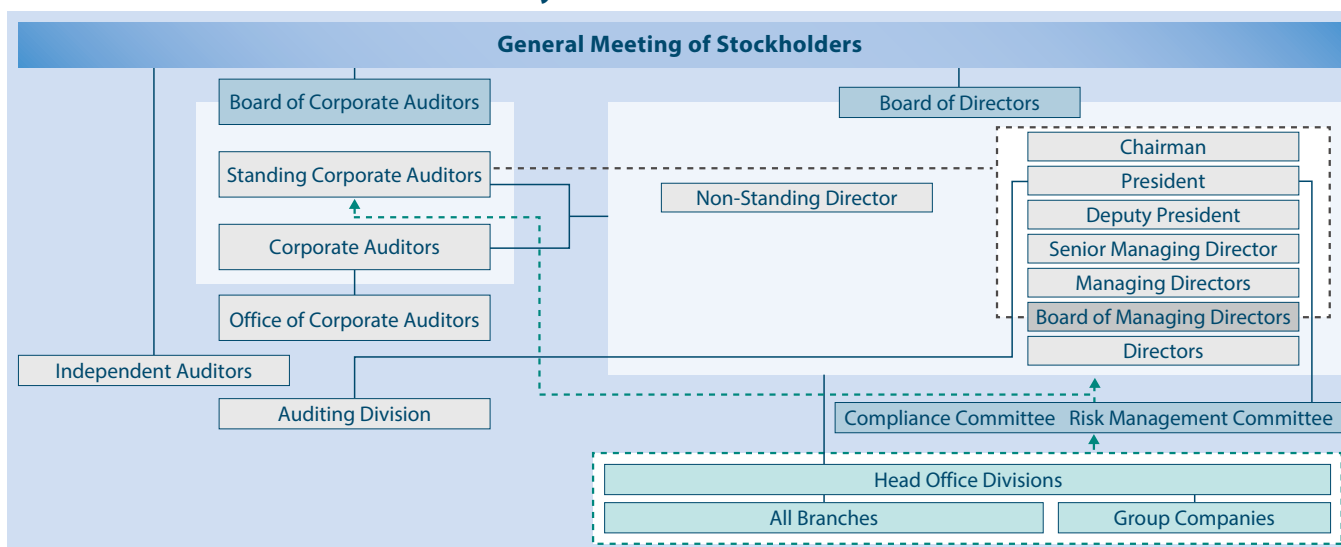 General Meeting of Stockholders
Board of Corporate Auditors
Board of Directors
Standing Corporate Auditors
Corporate Auditors
Office of Corporate Auditors
Independent Auditors
Auditing Division
Non-Standing Director
Chairman
President
Deputy President
Senior Managing Director
Managing Directors
Board of Managing Directors
Directors
Compliance Committee Risk Management Committee
Head Office Divisions
All Branches
Group Companies